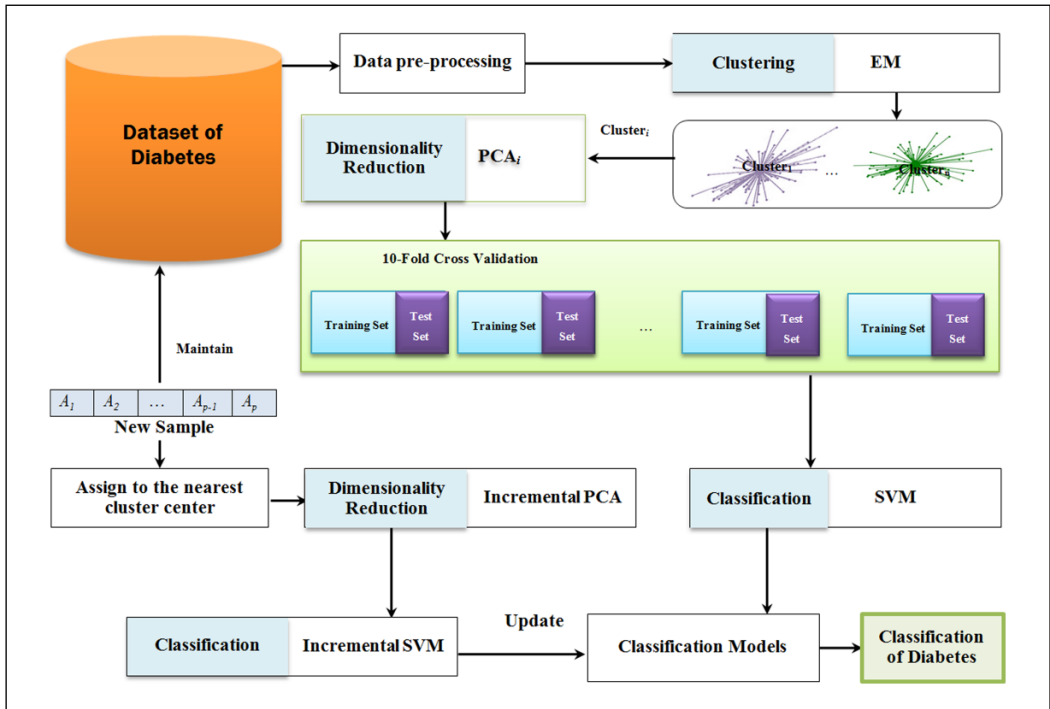 Dataset of
Diabetes
Data pre-processing
Clustering
EM
Dimensionality
Reduction
PCAᵢ
Clusterᵢ
Cluster₁
...
Clusterₙ
10-Fold Cross Validation
Training Set
Test
Set
Training Set
Test
Set
...
Training Set
Test
Set
Training Set
Test
Set
Maintain
A₁ A₂ … Aₚ₋₁ Aₚ
New Sample
Assign to the nearest
cluster center
Dimensionality
Reduction
Incremental PCA
Classification
SVM
Classification
Incremental SVM
Update
Classification Models
Classification
of Diabetes